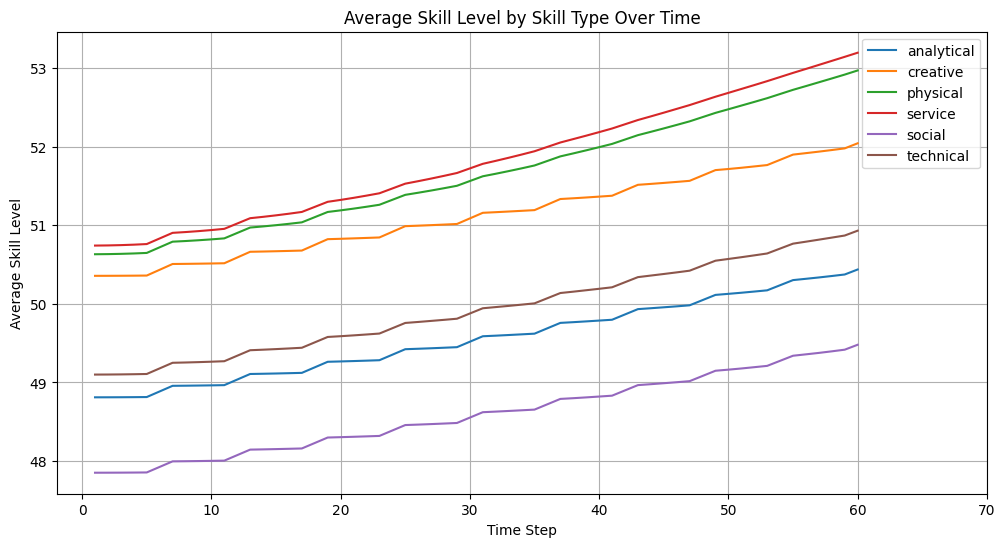 Average Skill Level by Skill Type Over Time
Average Skill Level
53
52
51
50
49
48
0 10 20 30 40 50 60 70
Time Step
analytical
creative
physical
service
social
technical